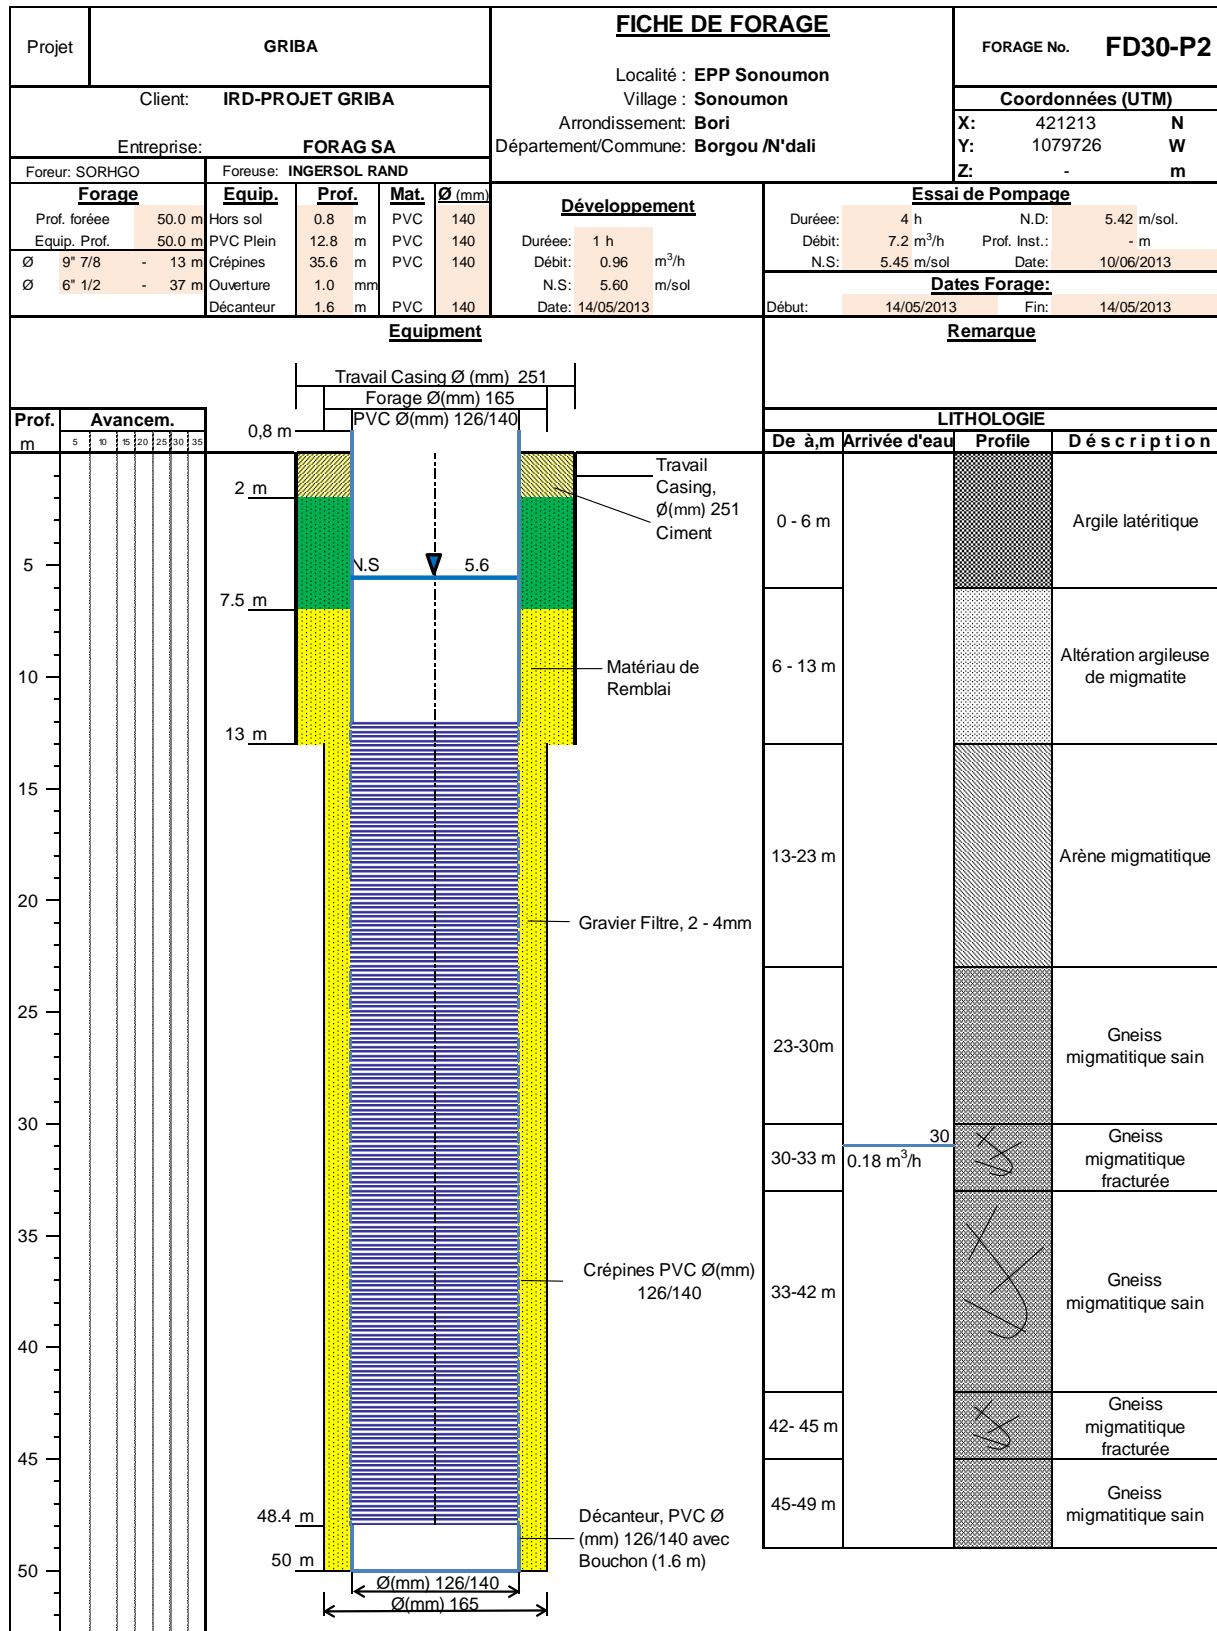 Projet
GRIBA
FICHE DE FORAGE
FORAGE No. FD30-P2
Localité : EPP Sonoumon
Client: IRD-PROJET GRIBA
Village : Sonoumon
Coordonnées (UTM)
Arrondissement: Bori
X: 421213 N
Entreprise: FORAG SA
Département/Commune: Borgou /N'dali
Y: 1079726 W
Foreur: SORHGO
Foreuse: INGERSOL RAND
Z: - m
Forage
Equip. Prof. Mat. Ø (mm)
Développement
Essai de Pompage
Prof. foréee 50.0 m
Hors sol 0.8 m PVC 140
Duréee: 4 h N.D: 5.42 m/sol.
Equip. Prof. 50.0 m
PVC Plein 12.8 m PVC 140
Duréee: 1 h
Débit: 7.2 m³/h Prof. Inst.: - m
Ø 9" 7/8 - 13 m
Crépines 35.6 m PVC 140
Débit: 0.96 m³/h
N.S: 5.45 m/sol Date: 10/06/2013
Ø 6" 1/2 - 37 m
Ouverture 1.0 mm
N.S: 5.60 m/sol
Dates Forage:
Décanteur 1.6 m PVC 140
Date: 14/05/2013
Début: 14/05/2013 Fin: 14/05/2013
Equipment
Remarque
Travail Casing Ø (mm) 251
Forage Ø(mm) 165
PVC Ø(mm) 126/140
0,8 m
Prof.
m
Avancem.
5 10 15 20 25 30 35
LITHOLOGIE
De à,m Arrivée d'eau Profile Déscription
Travail
Casing,
Ø(mm) 251
Ciment
2 m
0 - 6 m Argile latéritique
5
N.S 5.6
7.5 m
Matériau de
Remblai
6 - 13 m Altération argileuse
de migmatite
10
13 m
15
13-23 m Arène migmatitique
20
Gravier Filtre, 2 - 4mm
25
23-30m Gneiss
migmatitique sain
30
30
30-33 m 0.18 m³/h Gneiss
migmatitique
fracturée
35
Crépines PVC Ø(mm)
126/140
33-42 m Gneiss
migmatitique sain
40
42- 45 m Gneiss
migmatitique
fracturée
45
45-49 m Gneiss
migmatitique sain
48.4 m
Décanteur, PVC Ø
(mm) 126/140 avec
Bouchon (1.6 m)
50 m
50
Ø(mm) 126/140
Ø(mm) 165